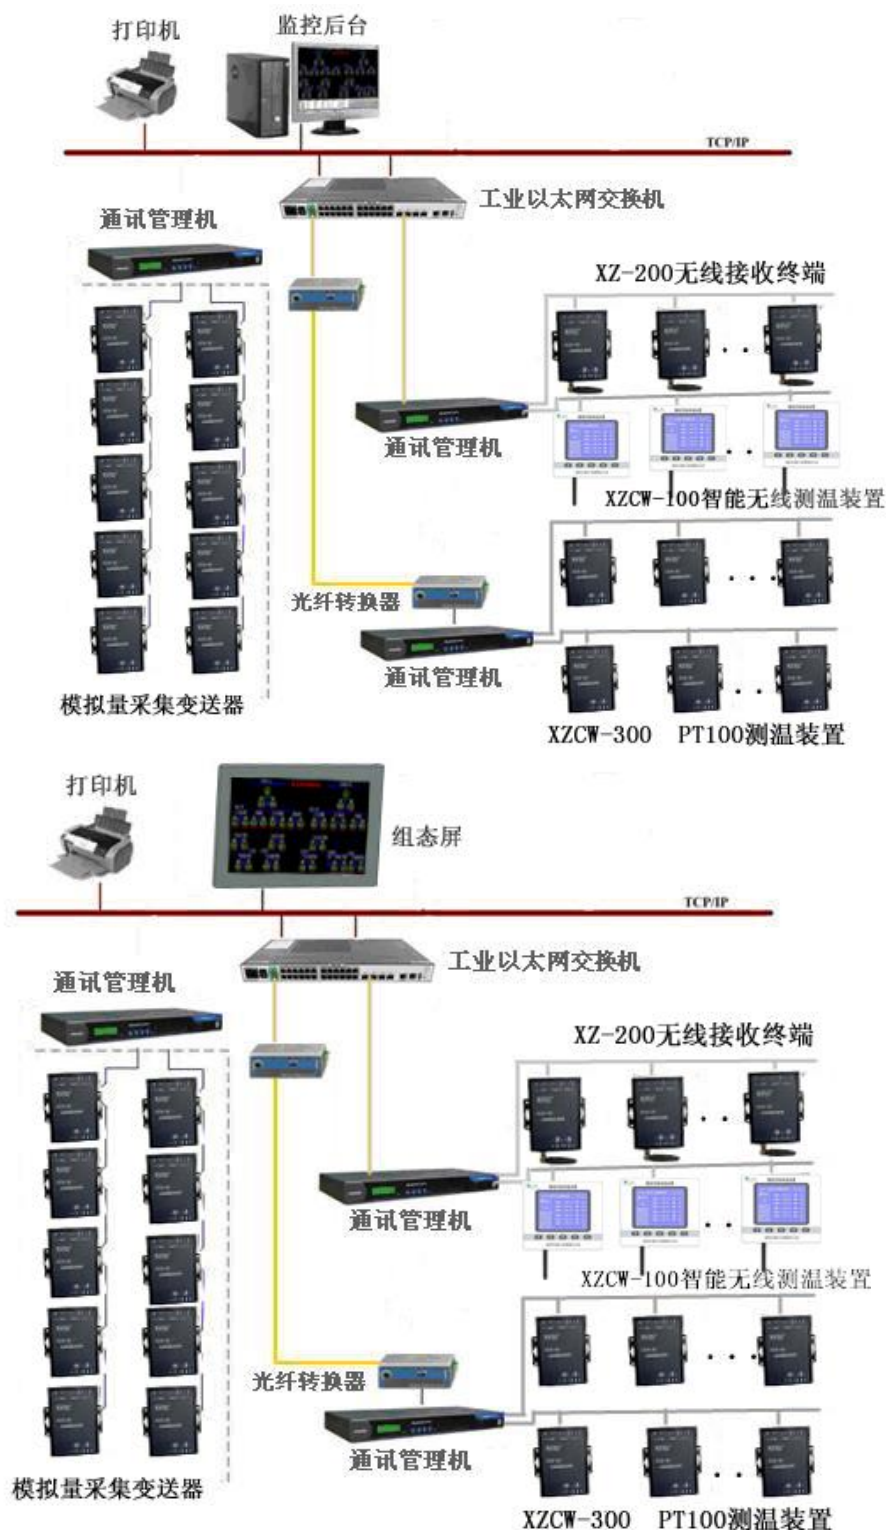 打印机
监控后台
TCP/IP
工业以太网交换机
通讯管理机
XZ-200无线接收终端
通讯管理机
XZCW-100智能无线测温装置
光纤转换器
通讯管理机
模拟量采集变送器
XZCW-300 PT100测温装置
打印机
组态屏
TCP/IP
工业以太网交换机
通讯管理机
XZ-200无线接收终端
通讯管理机
XZCW-100智能无线测温装置
光纤转换器
通讯管理机
模拟量采集变送器
XZCW-300 PT100测温装置